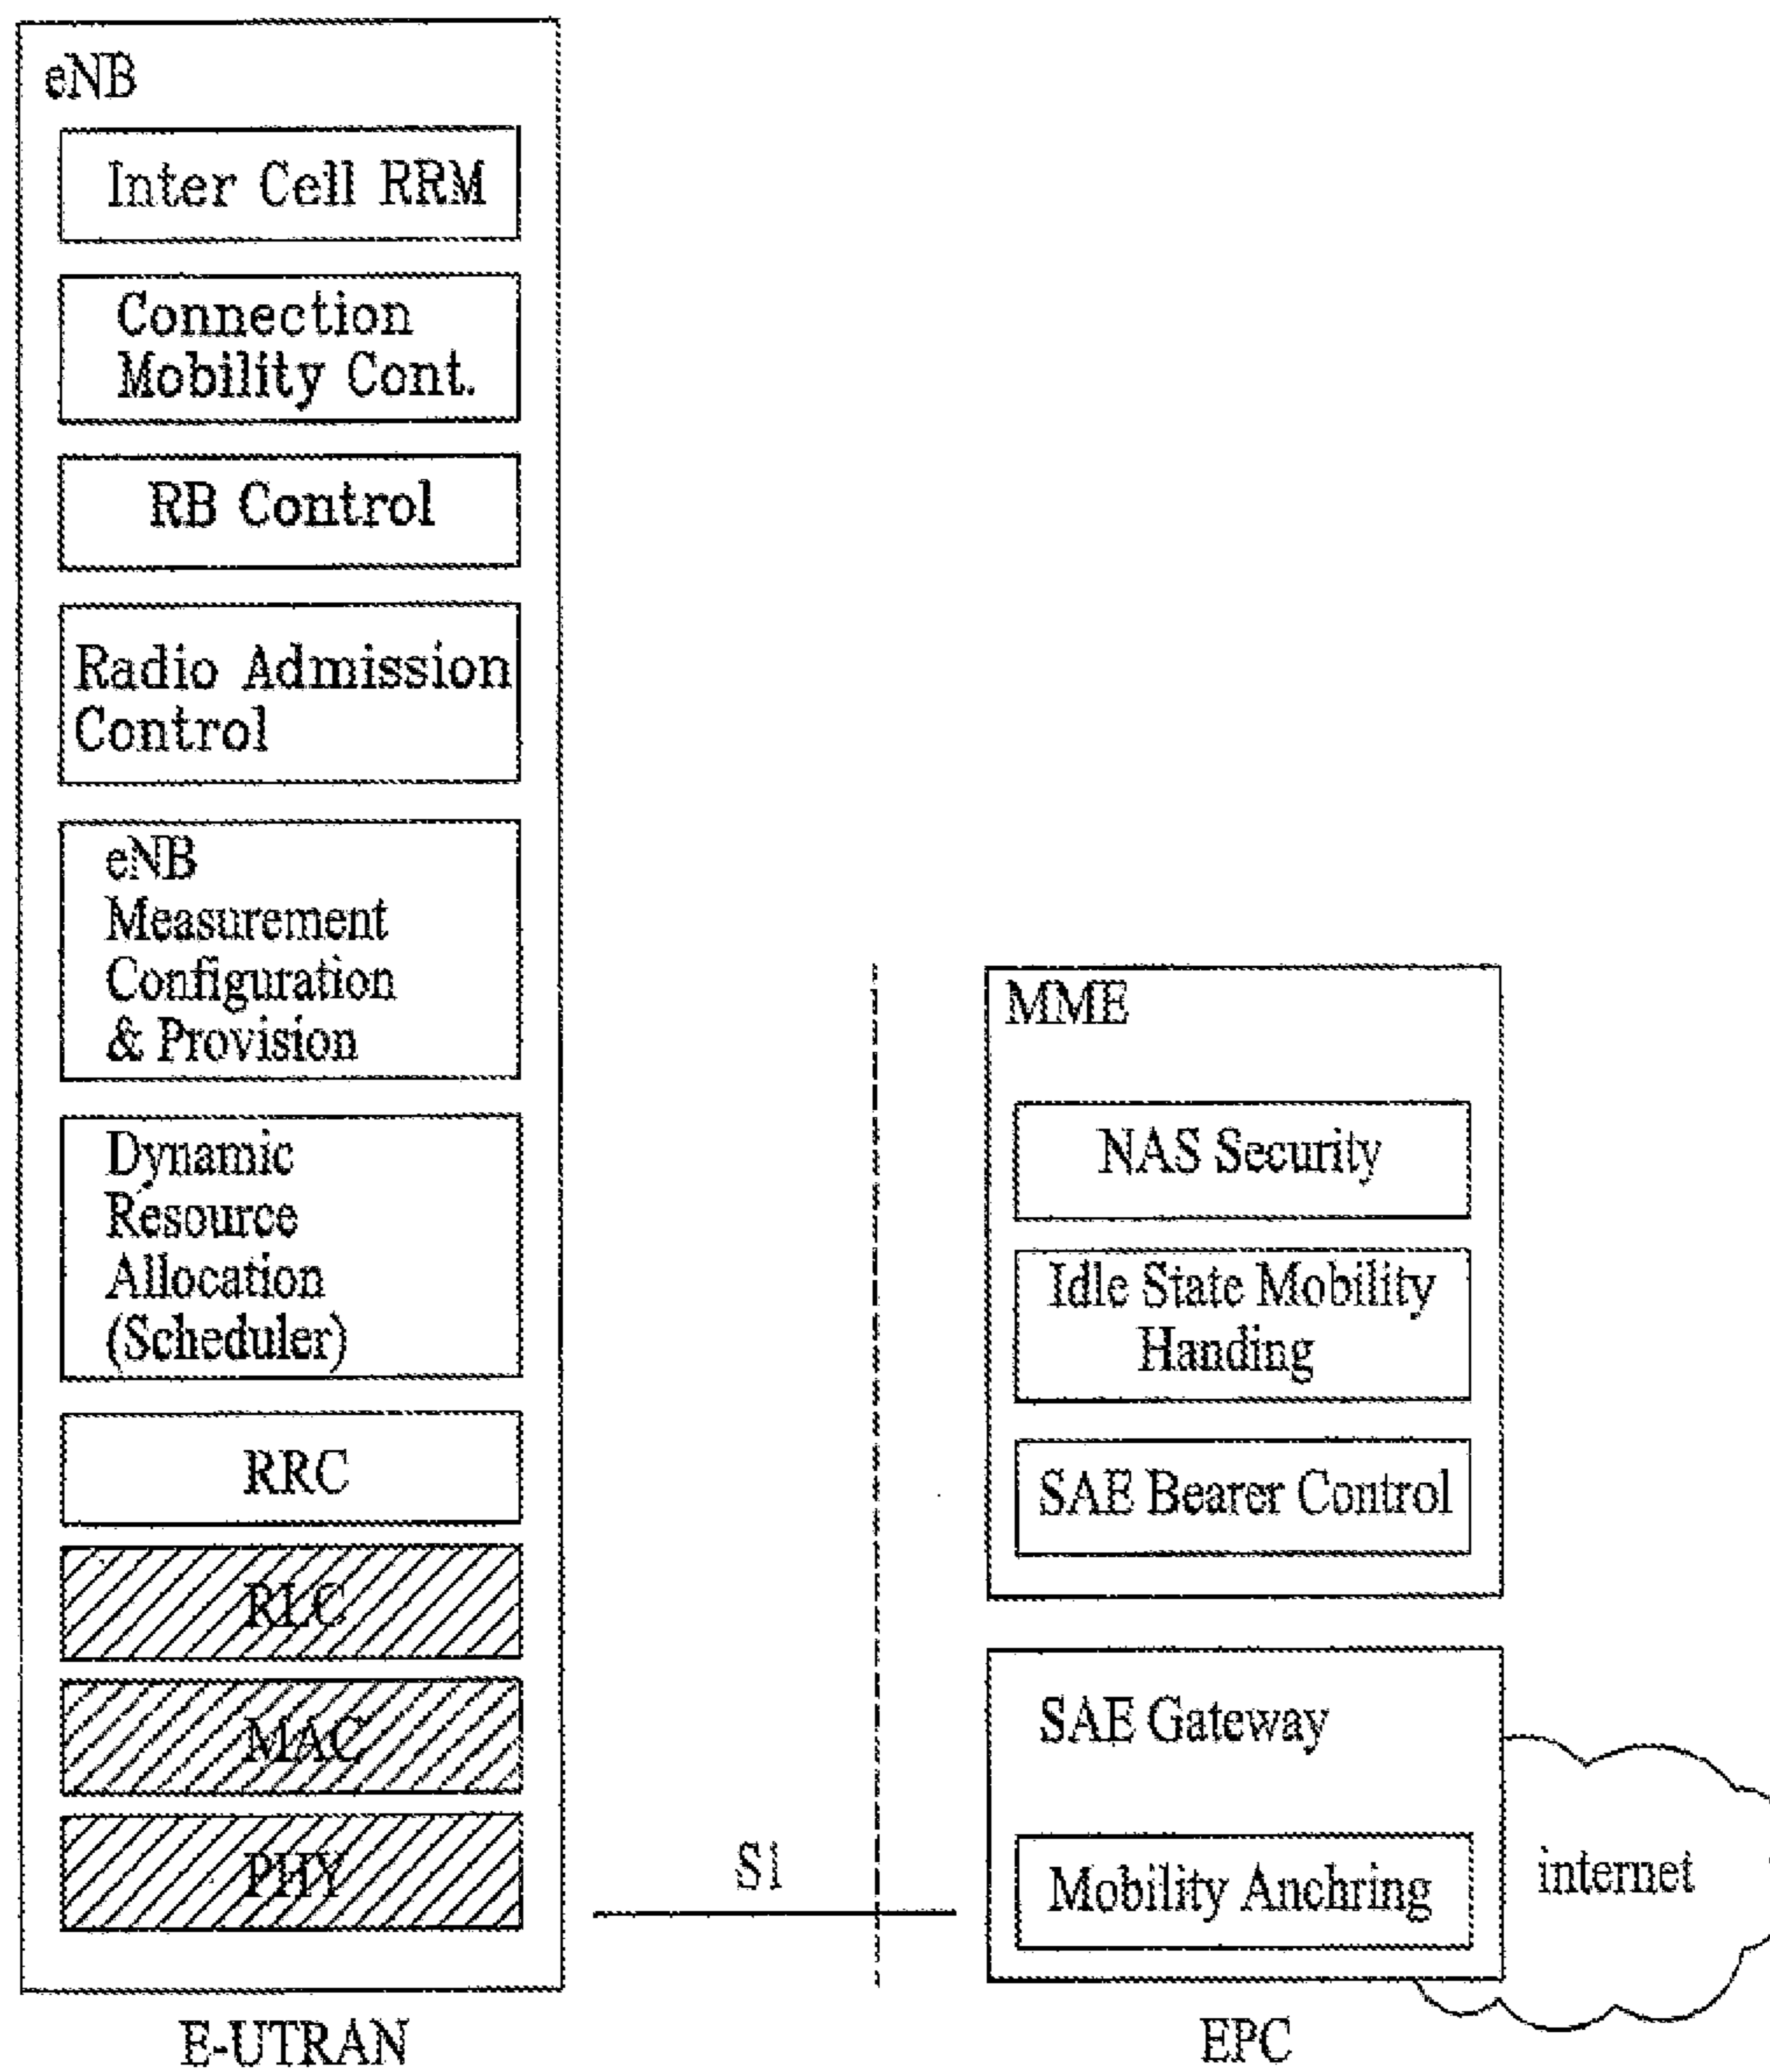 eNB
Inter Cell RRM
Connection
Mobility Cont.
RB Control
Radio Admission
Control
eNB
Measurement
Configuration
& Provision
Dynamic
Resource
Allocation
(Scheduler)
RRC
RLC
MAC
PHY
E-UTRAN
S1
MME
NAS Security
Idle State Mobility
Handing
SAE Bearer Control
SAE Gateway
Mobility Anchring
internet
EPC